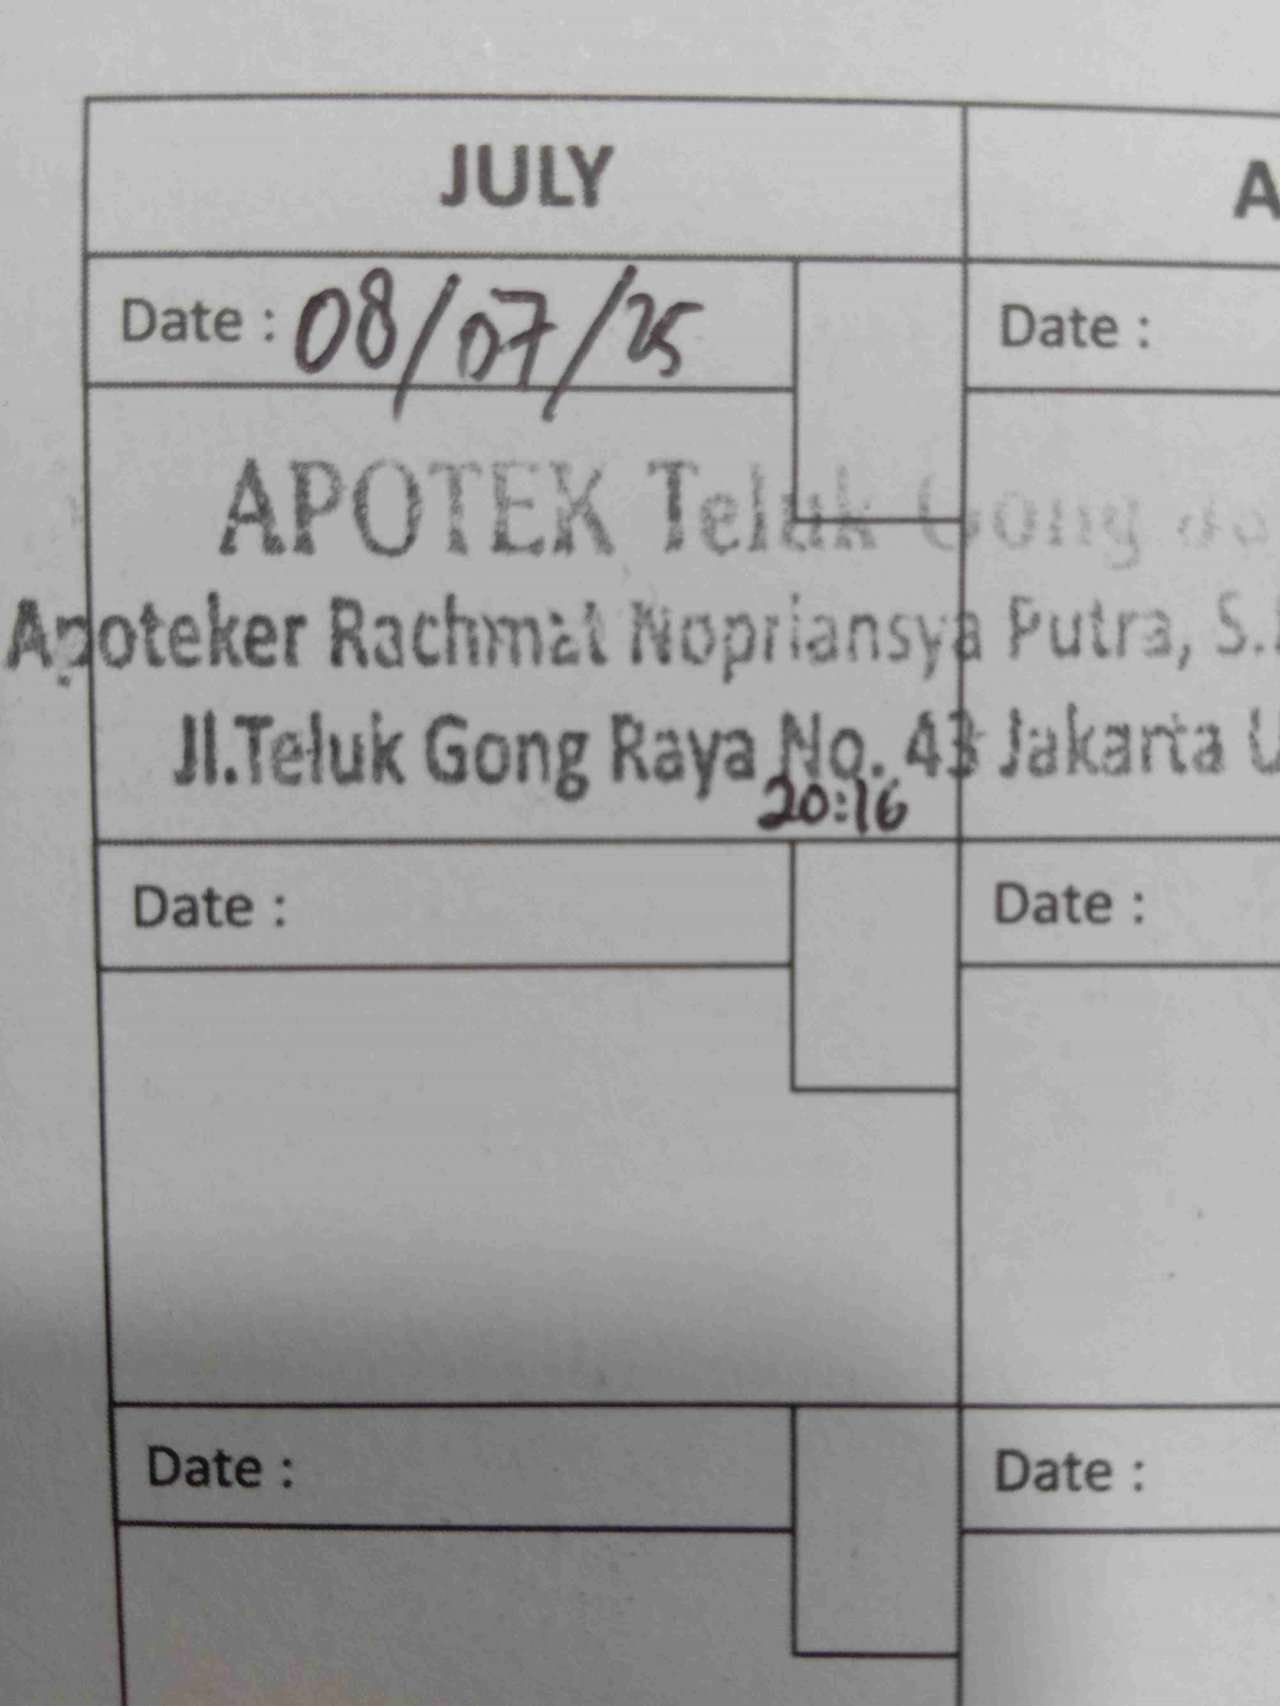 JULY
A
Date : 08/07/25
Date :
APOTEK Teluk Gong
Apoteker Rachmat Nopriansya Putra, S.
Jl.Teluk Gong Raya No. 43 Jakarta U
20:16
Date :
Date :
Date :
Date :